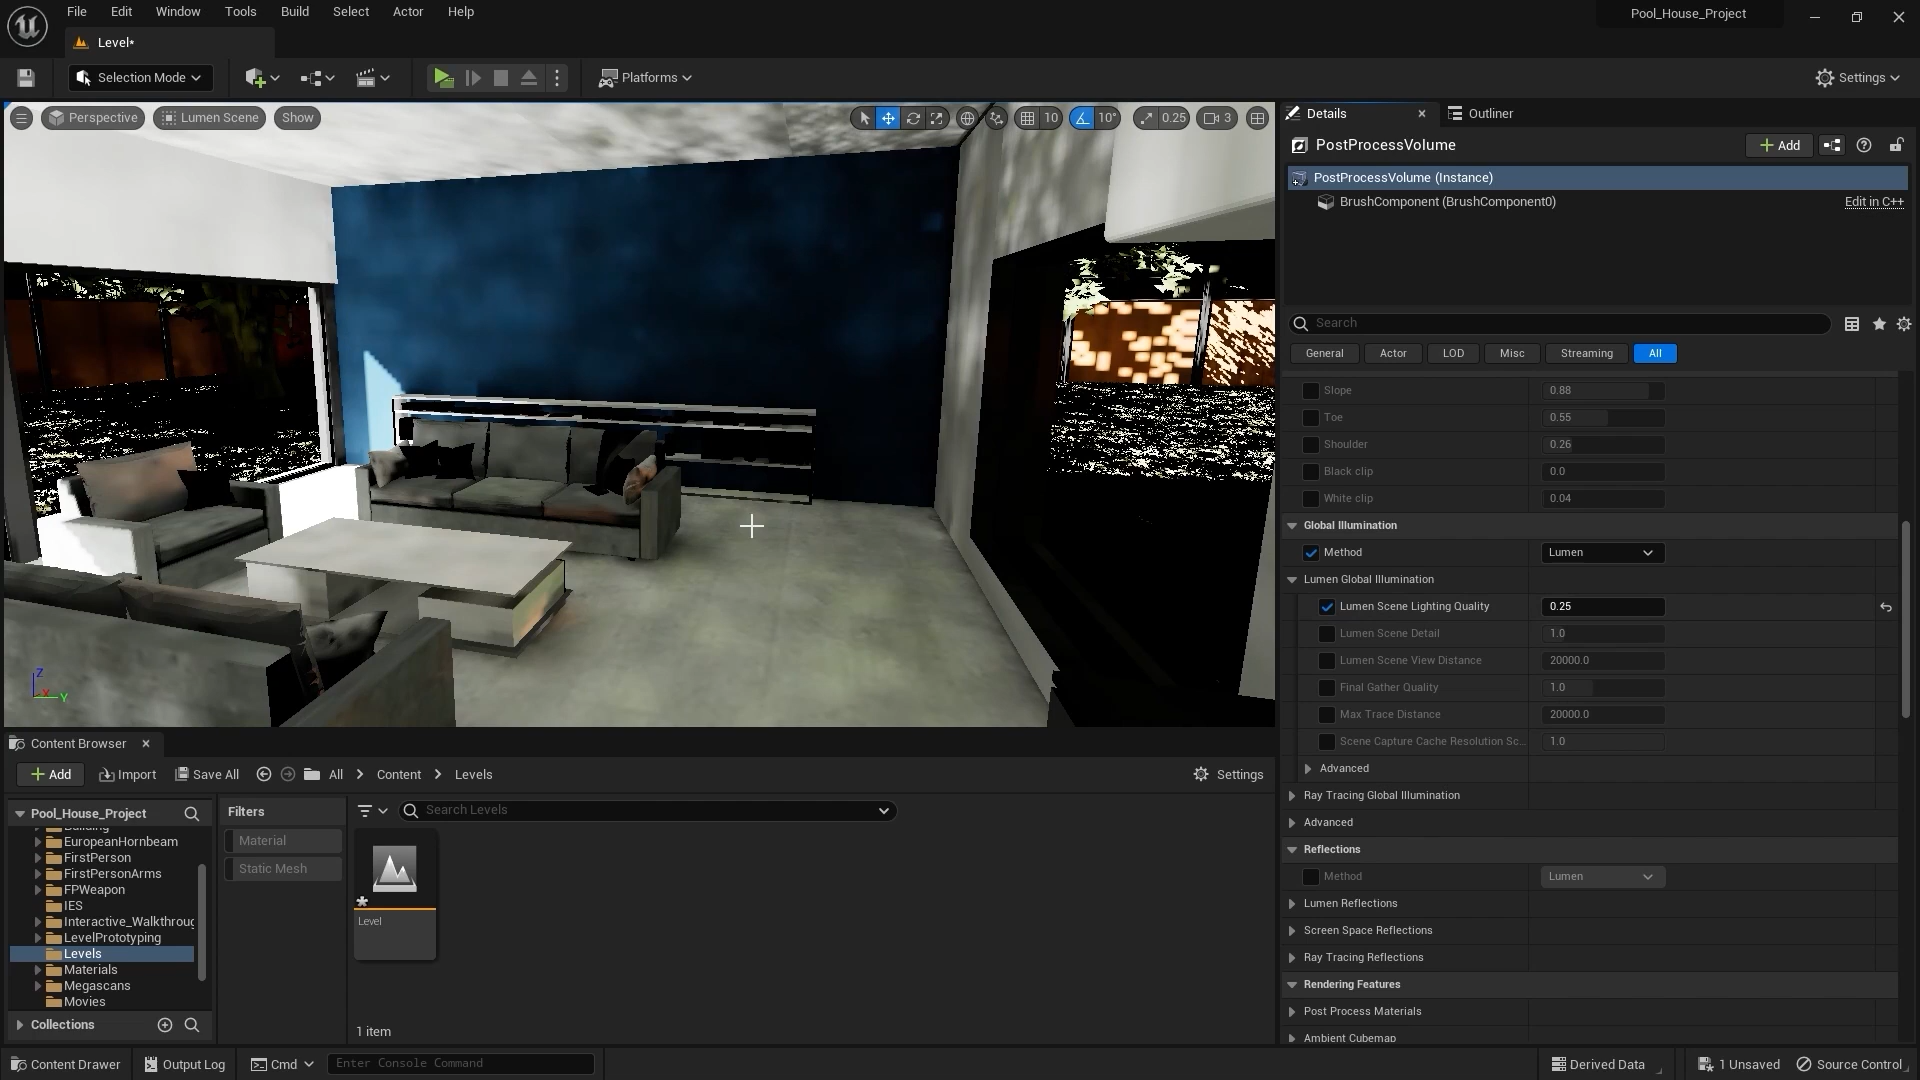 File Edit Window Tools Build Select Actor Help
Pool_House_Project
Level*
Selection Mode
Platforms
Settings
Perspective
Lumen Scene
Show
10
10°
0.25
3
Z
X
Y
Details
Outliner
PostProcessVolume
Add
PostProcessVolume (Instance)
BrushComponent (BrushComponent0)
Edit in C++
Search
General Actor LOD Misc Streaming All
Slope 0.88
Toe 0.55
Shoulder 0.26
Black clip 0.0
White clip 0.04
Global Illumination
Method Lumen
Lumen Global Illumination
Lumen Scene Lighting Quality 0.25
Lumen Scene Detail 1.0
Lumen Scene View Distance 20000.0
Final Gather Quality 1.0
Max Trace Distance 20000.0
Scene Capture Cache Resolution Sc... 1.0
Advanced
Ray Tracing Global Illumination
Advanced
Reflections
Method Lumen
Lumen Reflections
Screen Space Reflections
Ray Tracing Reflections
Rendering Features
Post Process Materials
Ambient Cubemap
Content Browser
Add Import Save All All Content Levels Settings
Pool_House_Project
Building
EuropeanHornbeam
FirstPerson
FirstPersonArms
FPWeapon
IES
Interactive_Walkthroug
LevelPrototyping
Levels
Materials
Megascans
Movies
Collections
Filters
Material
Static Mesh
Search Levels
Level
1 item
Content Drawer Output Log Cmd Enter Console Command Derived Data 1 Unsaved Source Control